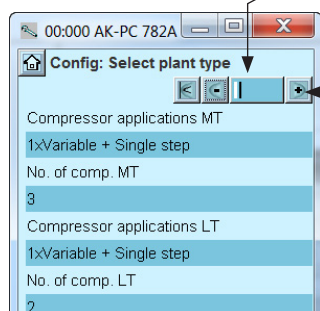 00:000 AK-PC 782A
Config: Select plant type
Compressor applications MT
1xVariable + Single step
No. of comp. MT
3
Compressor applications LT
1xVariable + Single step
No. of comp. LT
2